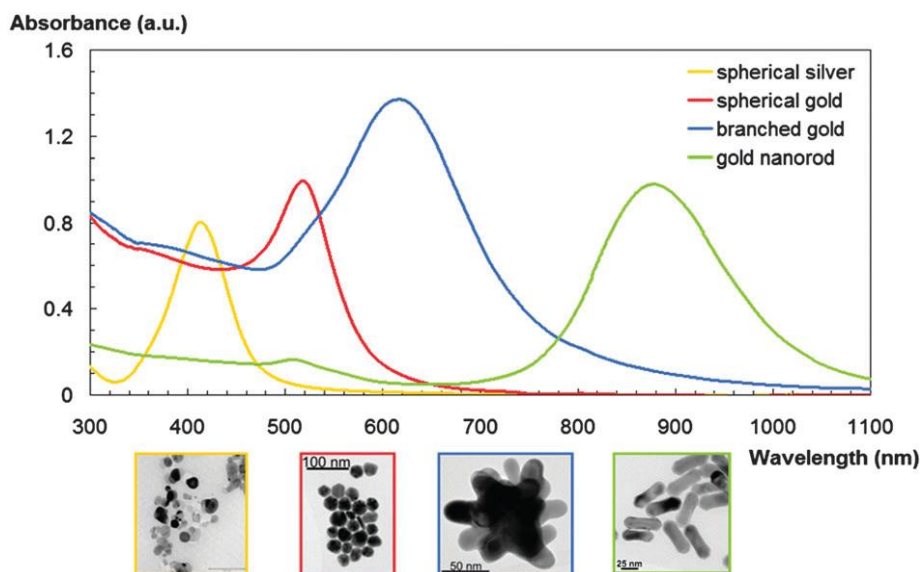 Absorbance (a.u.)
1.6
1.2
0.8
0.4
0
spherical silver
spherical gold
branched gold
gold nanorod
300 400 500 600 700 800 900 1000 1100
Wavelength (nm)
100 nm
50 nm
25 nm